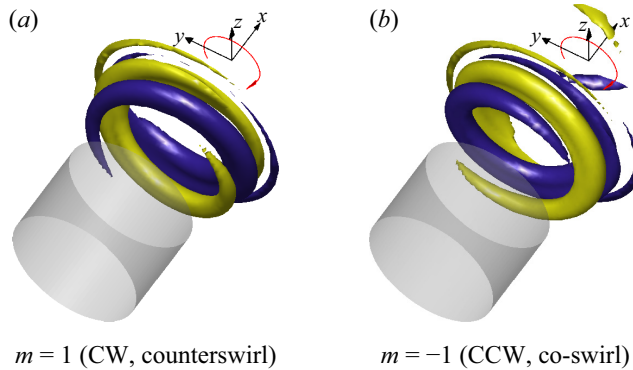 (a)
z
x
y
(b)
z
x
y
m = 1 (CW, counterswirl)
m = −1 (CCW, co-swirl)